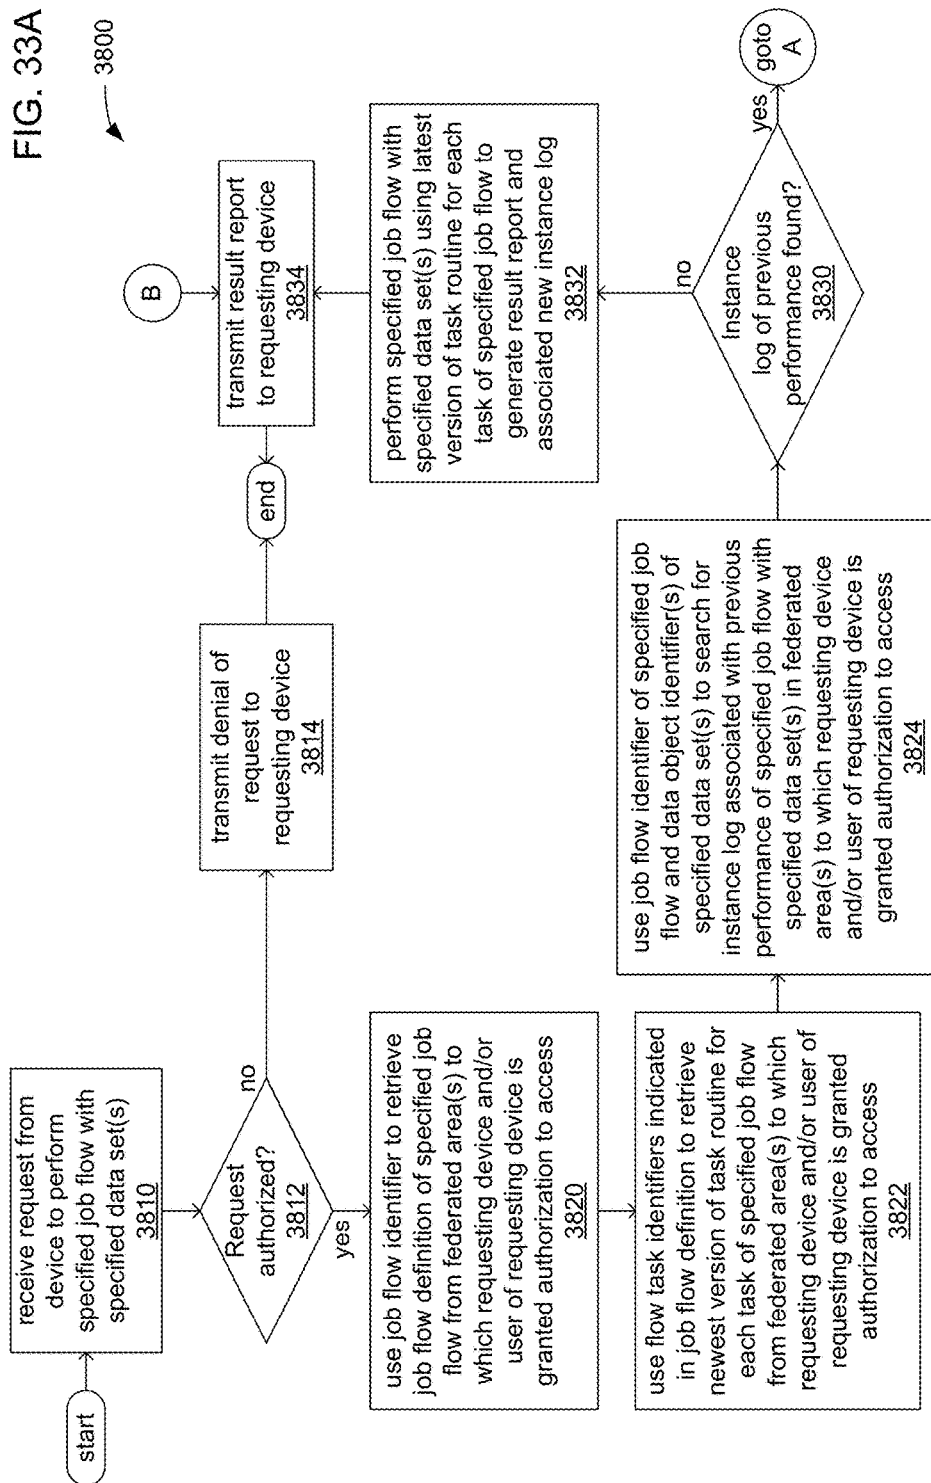 FIG. 33A
3800
start
receive request from
device to perform
specified job flow with
specified data set(s)
3810
Request
authorized?
3812
no
yes
transmit denial of
request to
requesting device
3814
end
use job flow identifier to retrieve
job flow definition of specified job
flow from federated area(s) to
which requesting device and/or
user of requesting device is
granted authorization to access
3820
use flow task identifiers indicated
in job flow definition to retrieve
newest version of task routine for
each task of specified job flow
from federated area(s) to which
requesting device and/or user of
requesting device is granted
authorization to access
3822
use job flow identifier of specified job
flow and data object identifier(s) of
specified data set(s) to search for
instance log associated with previous
performance of specified job flow with
specified data set(s) in federated
area(s) to which requesting device
and/or user of requesting device is
granted authorization to access
3824
Instance
log of previous
performance found?
3830
yes
goto
A
no
perform specified job flow with
specified data set(s) using latest
version of task routine for each
task of specified job flow to
generate result report and
associated new instance log
3832
B
transmit result report
to requesting device
3834